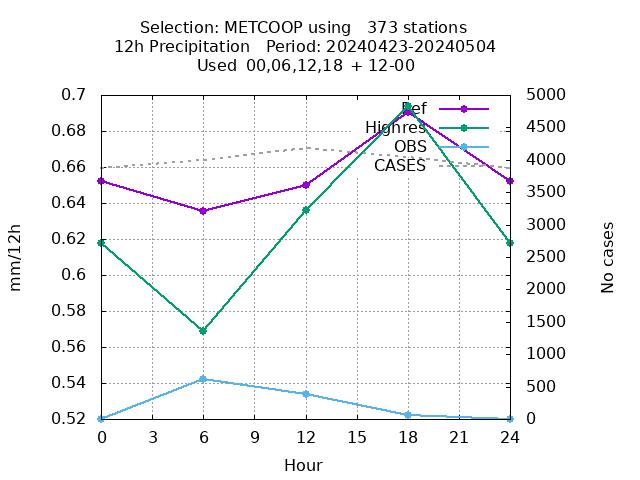 Selection: METCOOP using   373 stations
12h Precipitation   Period: 20240423-20240504
Used  00,06,12,18  + 12-00
0.7
0.68
0.66
0.64
0.62
0.6
0.58
0.56
0.54
0.52
mm/12h
Ref
Highres
OBS
CASES
5000
4500
4000
3500
3000
2500
2000
1500
1000
500
0
No cases
0 3 6 9 12 15 18 21 24
Hour